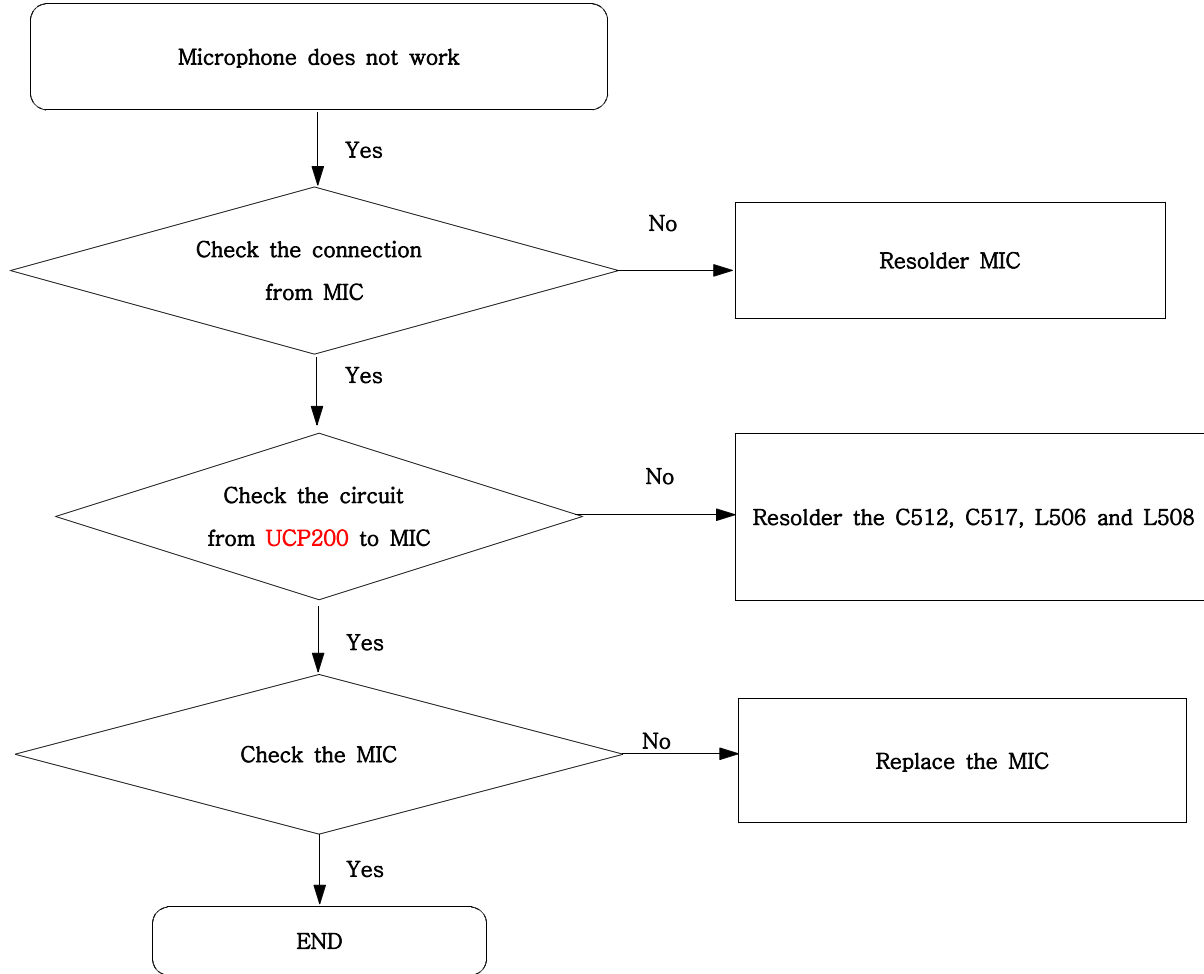 Microphone does not work
Yes
Check the connection
from MIC
No
Resolder MIC
Yes
Check the circuit
from UCP200 to MIC
No
Resolder the C512, C517, L506 and L508
Yes
Check the MIC
No
Replace the MIC
Yes
END